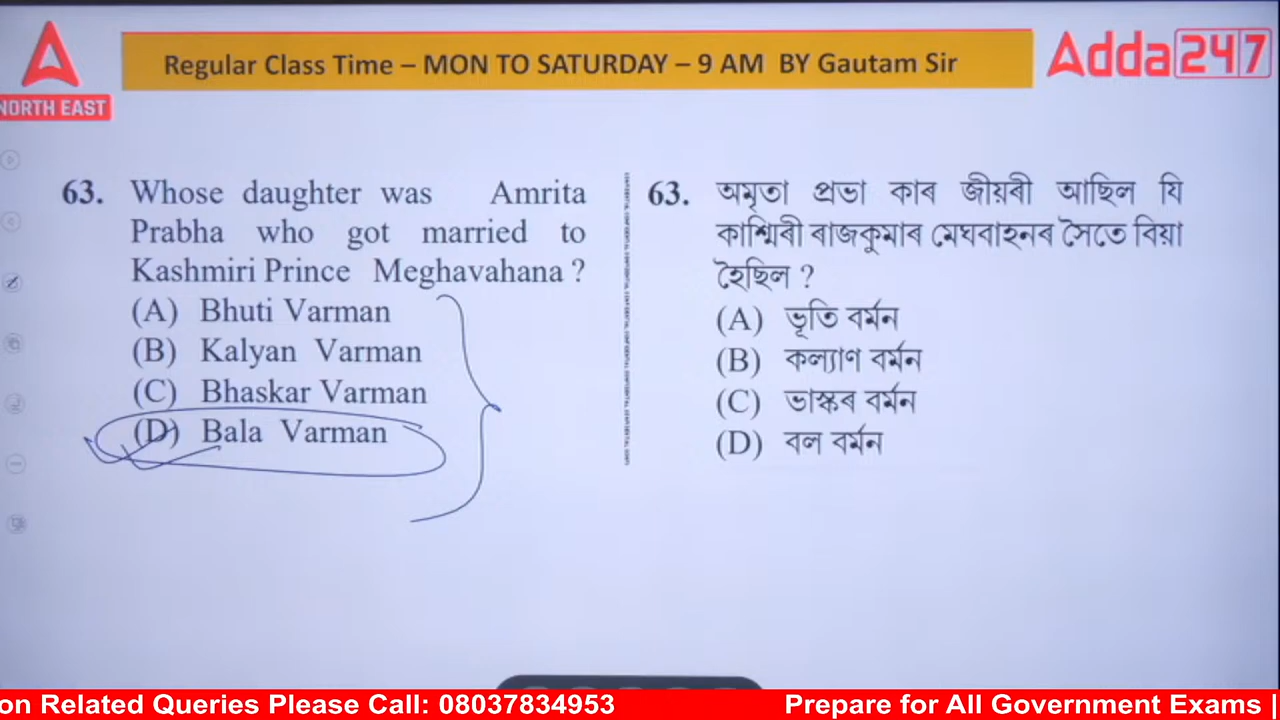 NORTH EAST
Regular Class Time – MON TO SATURDAY – 9 AM BY Gautam Sir
Adda247
63. Whose daughter was Amrita
Prabha who got married to
Kashmiri Prince Meghavahana ?
(A) Bhuti Varman
(B) Kalyan Varman
(C) Bhaskar Varman
(D) Bala Varman
63. অমৃতা প্ৰভা কাৰ জীয়ৰী আছিল যি
কাশ্মিৰী ৰাজকুমাৰ মেঘবাহনৰ সৈতে বিয়া
হৈছিল ?
(A) ভূতি বৰ্মন
(B) কল্যাণ বৰ্মন
(C) ভাস্কৰ বৰ্মন
(D) বল বৰ্মন
on Related Queries Please Call: 08037834953 Prepare for All Government Exams |